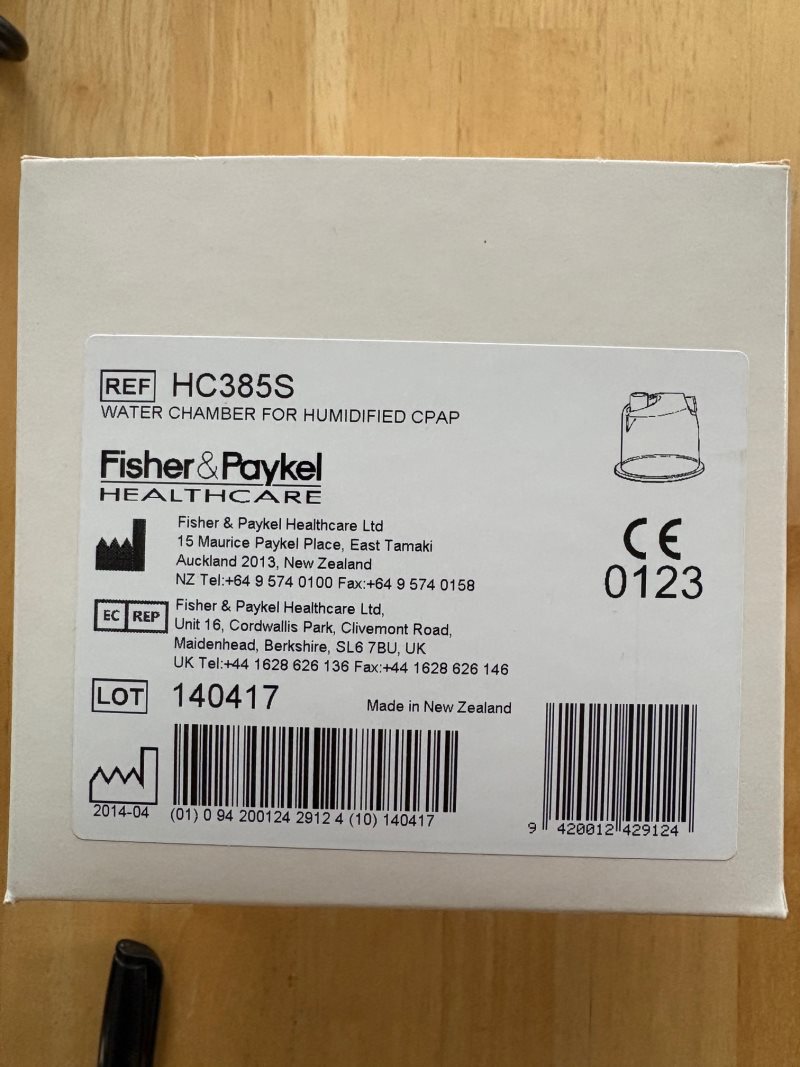 REF HC385S
WATER CHAMBER FOR HUMIDIFIED CPAP
Fisher&Paykel
HEALTHCARE
Fisher & Paykel Healthcare Ltd
15 Maurice Paykel Place, East Tamaki
Auckland 2013, New Zealand
NZ Tel:+64 9 574 0100 Fax:+64 9 574 0158
CE
0123
EC REP
Fisher & Paykel Healthcare Ltd,
Unit 16, Cordwallis Park, Clivemont Road,
Maidenhead, Berkshire, SL6 7BU, UK
UK Tel:+44 1628 626 136 Fax:+44 1628 626 146
LOT 140417
Made in New Zealand
2014-04
(01) 0 94 200124 2912 4 (10) 140417
9 420012 429124